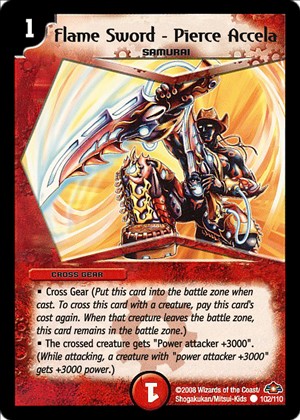 1
Flame Sword - Pierce Accela
SAMURAI
CROSS GEAR
▪ Cross Gear (Put this card into the battle zone when
cast. To cross this card with a creature, pay this card's
cost again. When that creature leaves the battle zone,
this card remains in the battle zone.)
▪ The crossed creature gets "Power attacker +3000".
(While attacking, a creature with "power attacker +3000"
gets +3000 power.)
1
©2008 Wizards of the Coast/
Shogakukan/Mitsui-Kids
102/110